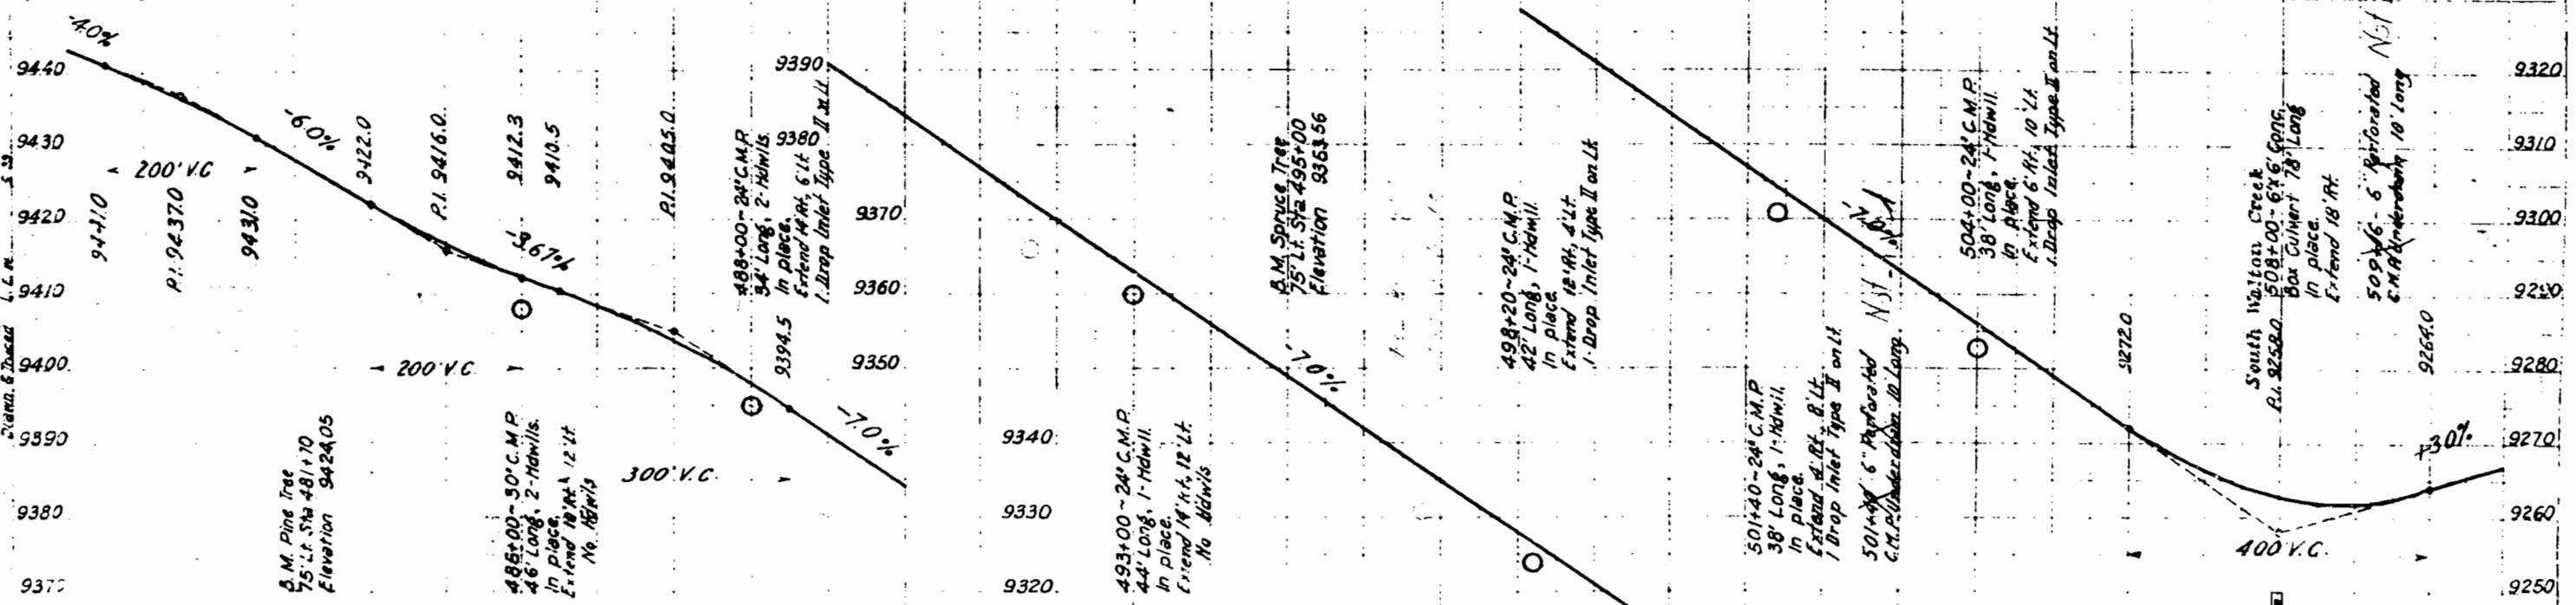 -4.0%
9440
9430
9420
9410
9400
9390
9380
200' V.C.
9441.0
P.I. 9437.0
9431.0
-6.0%
9422.0
P.I. 9416.0
9412.3
9410.5
-3.67%
P.I. 9405.0
200' V.C.
B.M. Pine Tree
75' Lt. Sta 481+70
Elevation 9424.05
46' Long, 2-Hdwlls.
In place.
Extend 18' Rt 12' Lt.
No Hdwlls
300' V.C.
488+00~24" C.M.P.
34' Long, 2-Hdwlls.
In place.
Extend 14' Rt, 6' Lt
1 Drop Inlet Type II on Lt
9394.5
-7.0%
9390
9380
9370
9360
9350
9340
9330
9320
493+00~24" C.M.P.
44' Long, 1-Hdwll.
In place.
Extend 14' Rt, 12' Lt.
No Hdwlls
B.M. Spruce Tree
75' Lt. Sta 495+00
Elevation 9363.56
-7.0%
498+20~24" C.M.P.
42' Long, 1-Hdwll.
In place.
Extend 12' Rt, 4' Lt.
1 Drop Inlet Type II on Lt
501+40~24" C.M.P.
38' Long, 1-Hdwll.
In place.
Extend 4' Rt, 8' Lt
1 Drop Inlet Type II on Lt
501+40 6" Perforated
C.M.P. Underdrain 10' Long
504+00~24" C.M.P.
38' Long, 1-Hdwll.
In place.
Extend 6' Rt, 10' Lt.
1 Drop Inlet Type II on Lt
9272.0
South Walton Creek
P.I. 9258.0
508+00~6'x6' Conc.
Box Culvert 78' Long
In place.
Extend 18' Rt
6" Perforated
C.M.P. Underdrain 10' Long
9264.0
+3.0%
400' V.C.
9320
9310
9300
9290
9280
9270
9260
9250